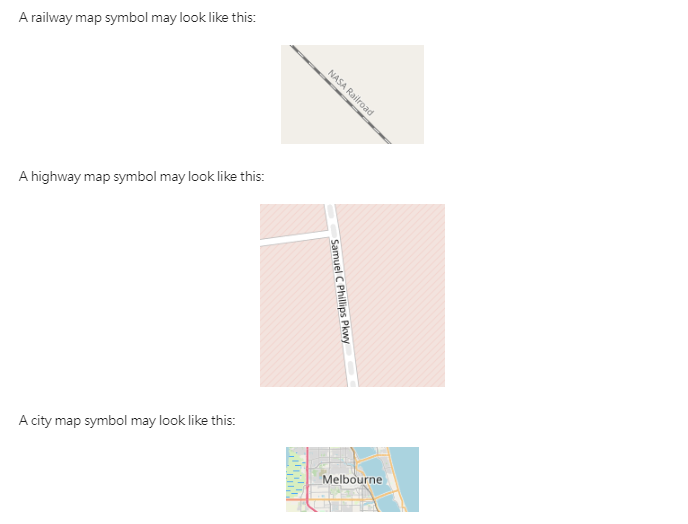 A railway map symbol may look like this:
NASA Railroad
A highway map symbol may look like this:
Samuel C Phillips Pkwy
A city map symbol may look like this:
Melbourne